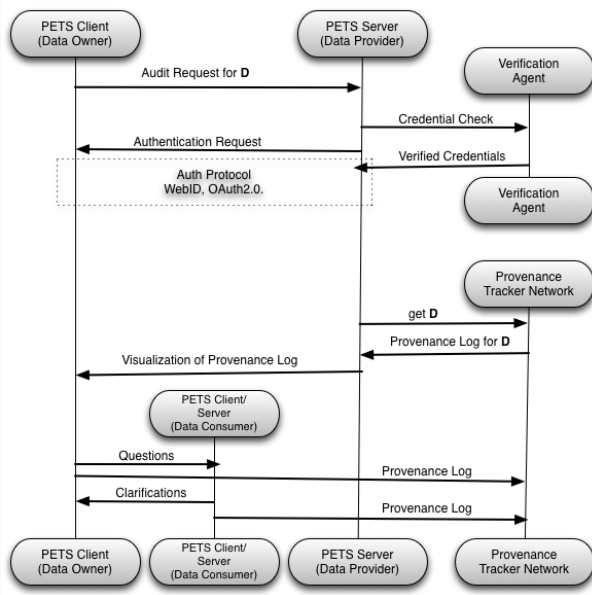 PETS Client
(Data Owner)
PETS Server
(Data Provider)
Verification
Agent
Audit Request for D
Credential Check
Authentication Request
Verified Credentials
Auth Protocol
WebID, OAuth2.0.
Verification
Agent
Provenance
Tracker Network
get D
Provenance Log for D
Visualization of Provenance Log
PETS Client/
Server
(Data Consumer)
Questions
Provenance Log
Clarifications
Provenance Log
PETS Client
(Data Owner)
PETS Client/
Server
(Data Consumer)
PETS Server
(Data Provider)
Provenance
Tracker Network